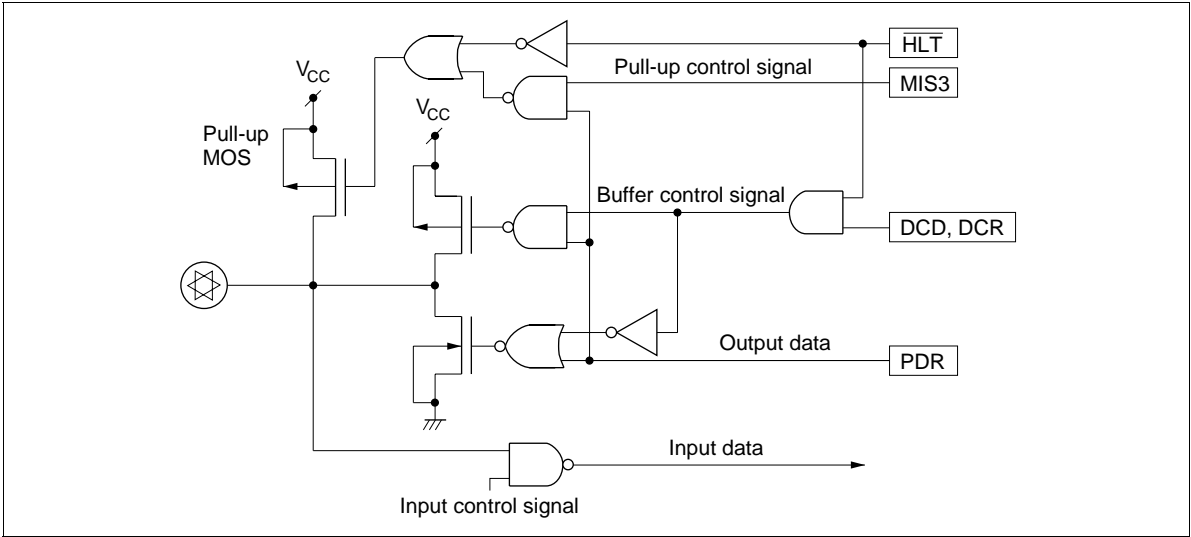 HLT
Pull-up control signal
MIS3
VCC
VCC
Pull-up
MOS
Buffer control signal
DCD, DCR
Output data
PDR
Input data
Input control signal